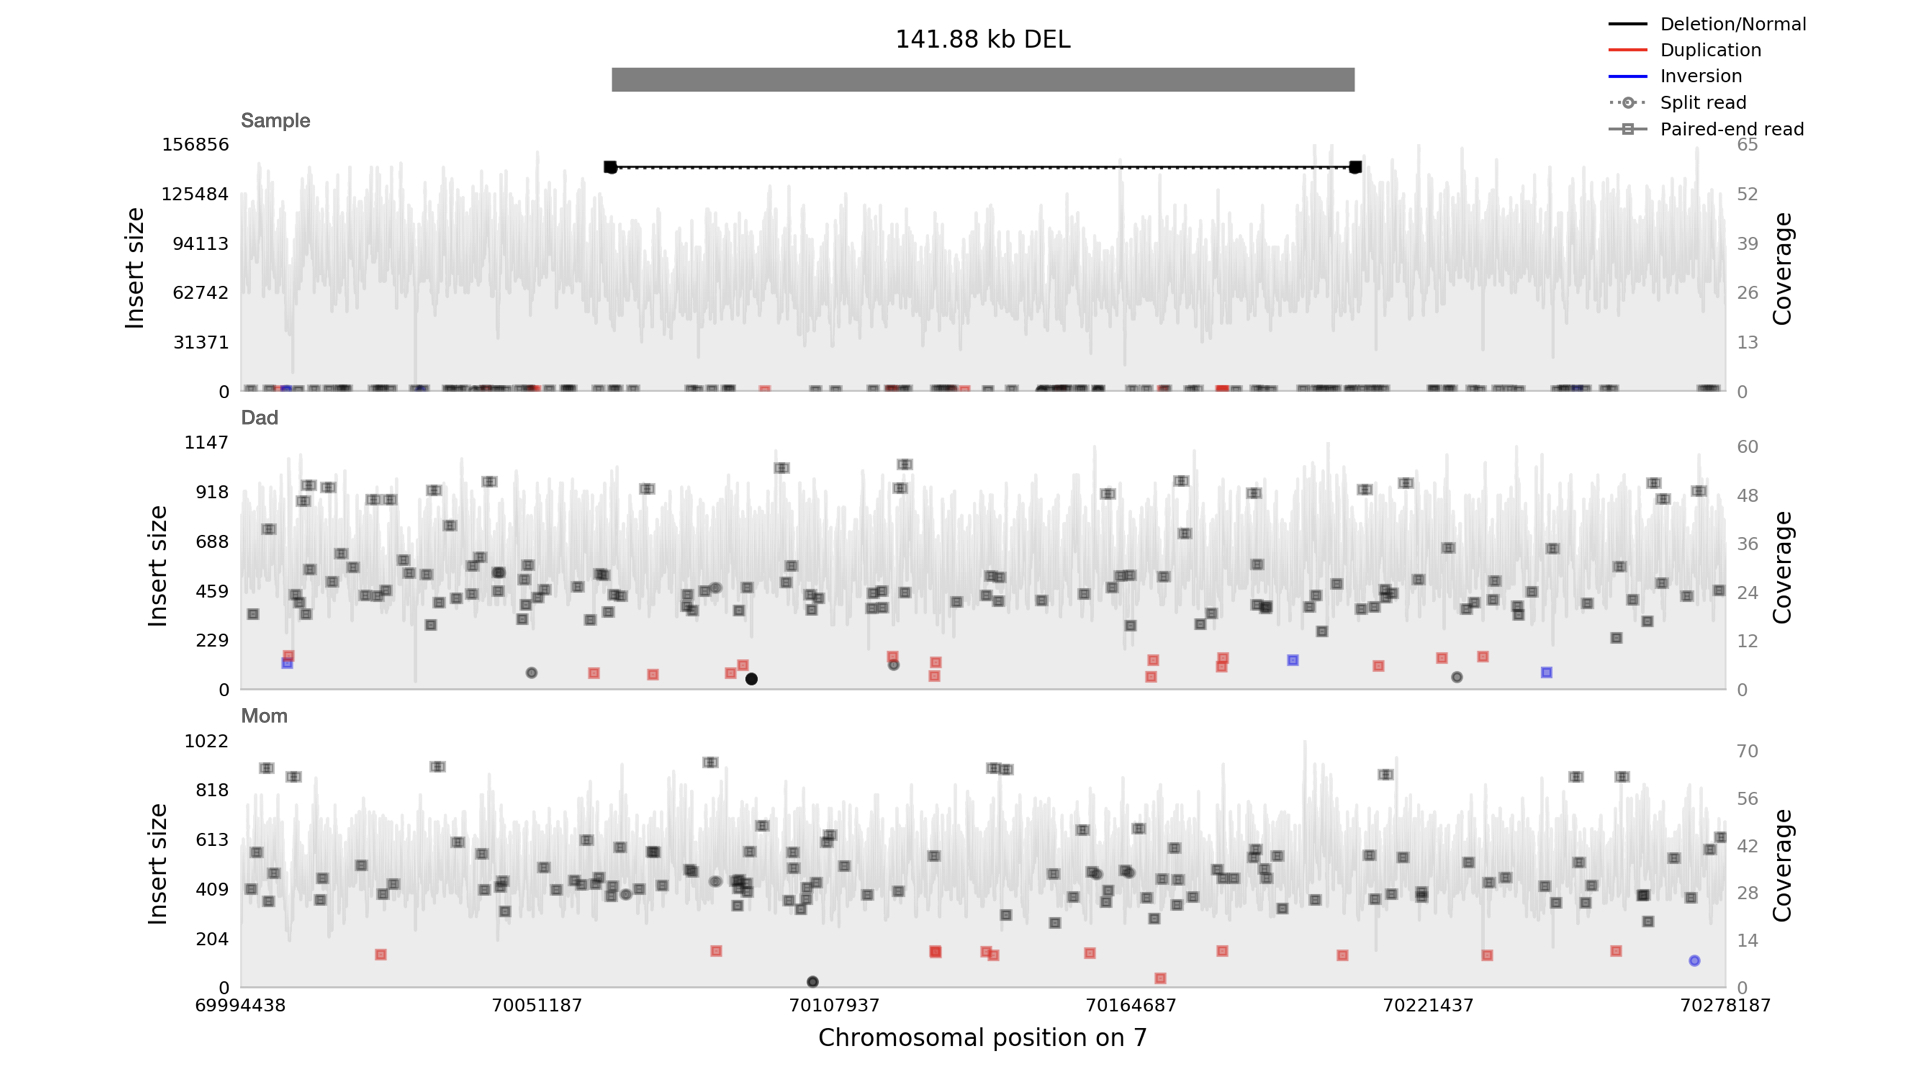 141.88 kb DEL
Deletion/Normal
Duplication
Inversion
Split read
Paired-end read
Sample
156856
125484
94113
62742
31371
0
Insert size
65
52
39
26
13
0
Coverage
Dad
1147
918
688
459
229
0
Insert size
60
48
36
24
12
0
Coverage
Mom
1022
818
613
409
204
0
Insert size
70
56
42
28
14
0
Coverage
69994438 70051187 70107937 70164687 70221437 70278187
Chromosomal position on 7